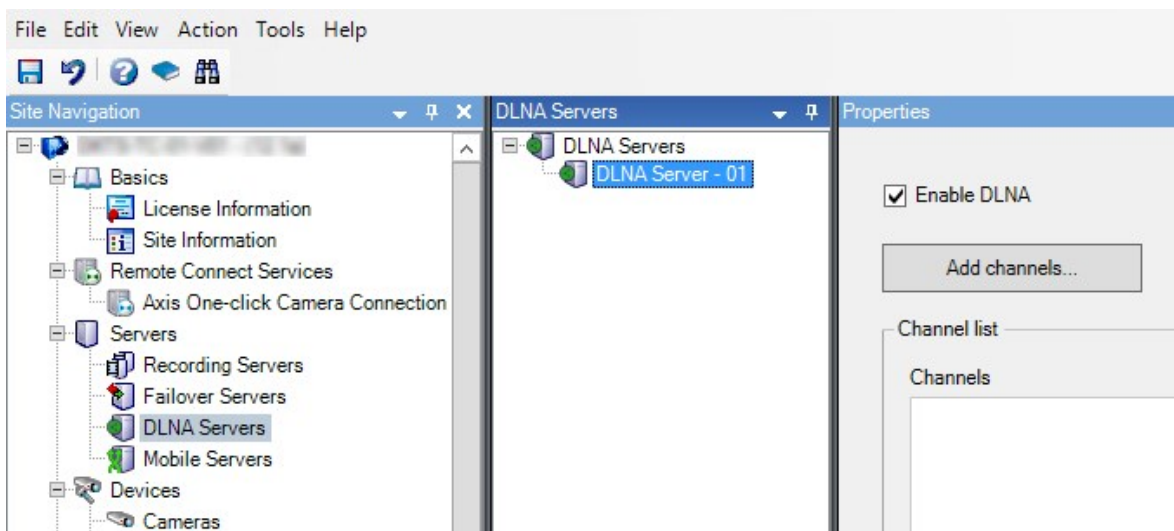 File Edit View Action Tools Help
Site Navigation
Basics
License Information
Site Information
Remote Connect Services
Axis One-click Camera Connection
Servers
Recording Servers
Failover Servers
DLNA Servers
Mobile Servers
Devices
Cameras
DLNA Servers
DLNA Servers
DLNA Server - 01
Properties
Enable DLNA
Add channels...
Channel list
Channels